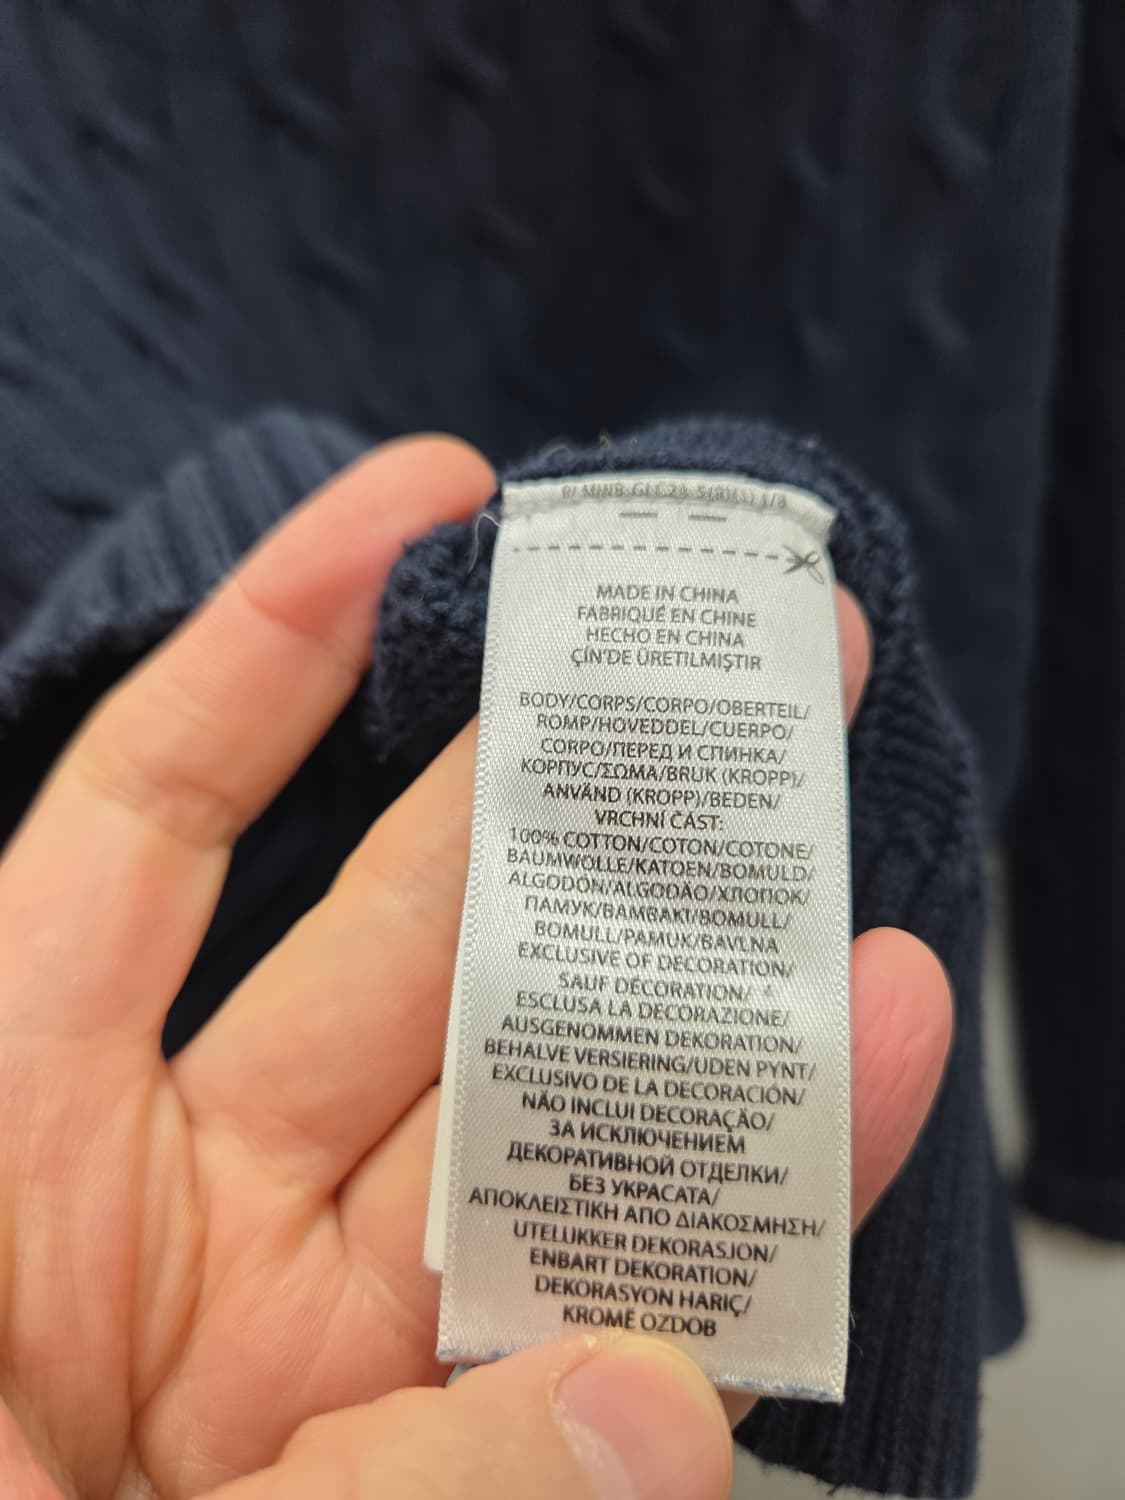 MADE IN CHINA
FABRIQUÉ EN CHINE
HECHO EN CHINA
ÇİN'DE ÜRETİLMİŞTİR
BODY/CORPS/CORPO/OBERTEIL/
ROMP/HOVEDDEL/CUERPO/
CORPO/ПЕРЕД И СПИНКА/
КОРПУС/ΣΩΜΑ/BRUK (KROPP)/
ANVÄND (KROPP)/BEDEN/
VRCHNÍ ČÁST:
100% COTTON/COTON/COTONE/
BAUMWOLLE/KATOEN/BOMULD/
ALGODÓN/ALGODÃO/ХЛОПОК/
ПАМУК/ΒΑΜΒΑΚΙ/BOMULL/
BOMULL/PAMUK/BAVLNA
EXCLUSIVE OF DECORATION/
SAUF DÉCORATION/
ESCLUSA LA DECORAZIONE/
AUSGENOMMEN DEKORATION/
BEHALVE VERSIERING/UDEN PYNT/
EXCLUSIVO DE LA DECORACIÓN/
NÃO INCLUI DECORAÇÃO/
ЗА ИСКЛЮЧЕНИЕМ
ДЕКОРАТИВНОЙ ОТДЕЛКИ/
БЕЗ УКРАСАТА/
ΑΠΟΚΛΕΙΣΤΙΚΗ ΑΠΟ ΔΙΑΚΟΣΜΗΣΗ/
UTELUKKER DEKORASJON/
ENBART DEKORATION/
DEKORASYON HARİÇ/
KROMĚ OZDOB